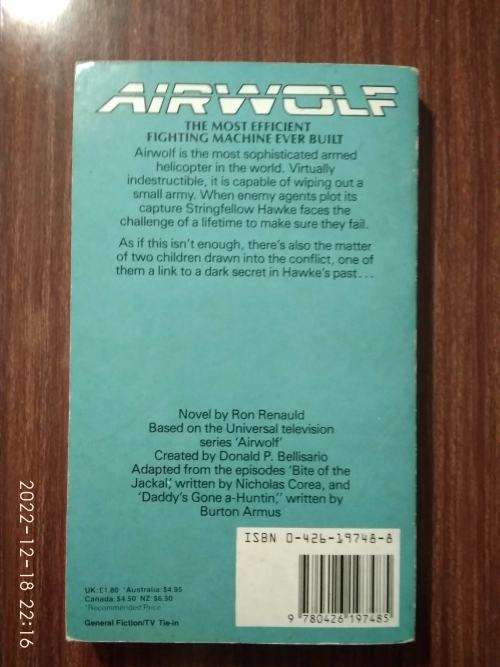 AIRWOLF
THE MOST EFFICIENT
FIGHTING MACHINE EVER BUILT
Airwolf is the most sophisticated armed
helicopter in the world. Virtually
indestructible, it is capable of wiping out a
small army. When enemy agents plot its
capture Stringfellow Hawke faces the
challenge of a lifetime to make sure they fail.
As if this isn't enough, there's also the matter
of two children drawn into the conflict, one of
them a link to a dark secret in Hawke's past...
Novel by Ron Renauld
Based on the Universal television
series 'Airwolf'
Created by Donald P. Bellisario
Adapted from the episodes 'Bite of the
Jackal', written by Nicholas Corea, and
'Daddy's Gone a-Huntin',' written by
Burton Armus
ISBN 0-426-19748-8
9 780426 197485
UK: £1.80 *Australia: $4.95
Canada: $4.50 *NZ: $6.50
*Recommended Price
General Fiction/TV Tie-in
2022-12-18 22:16